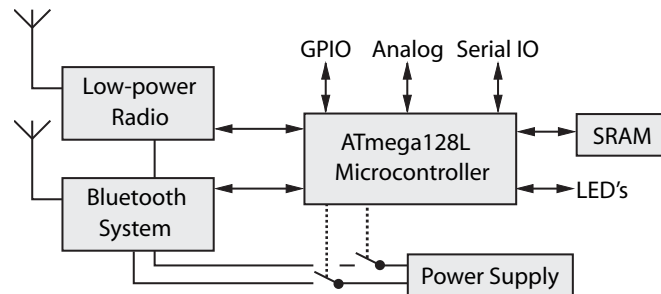 GPIO Analog Serial IO
Low-power
Radio
ATmega128L
Microcontroller
SRAM
Bluetooth
System
LED's
Power Supply